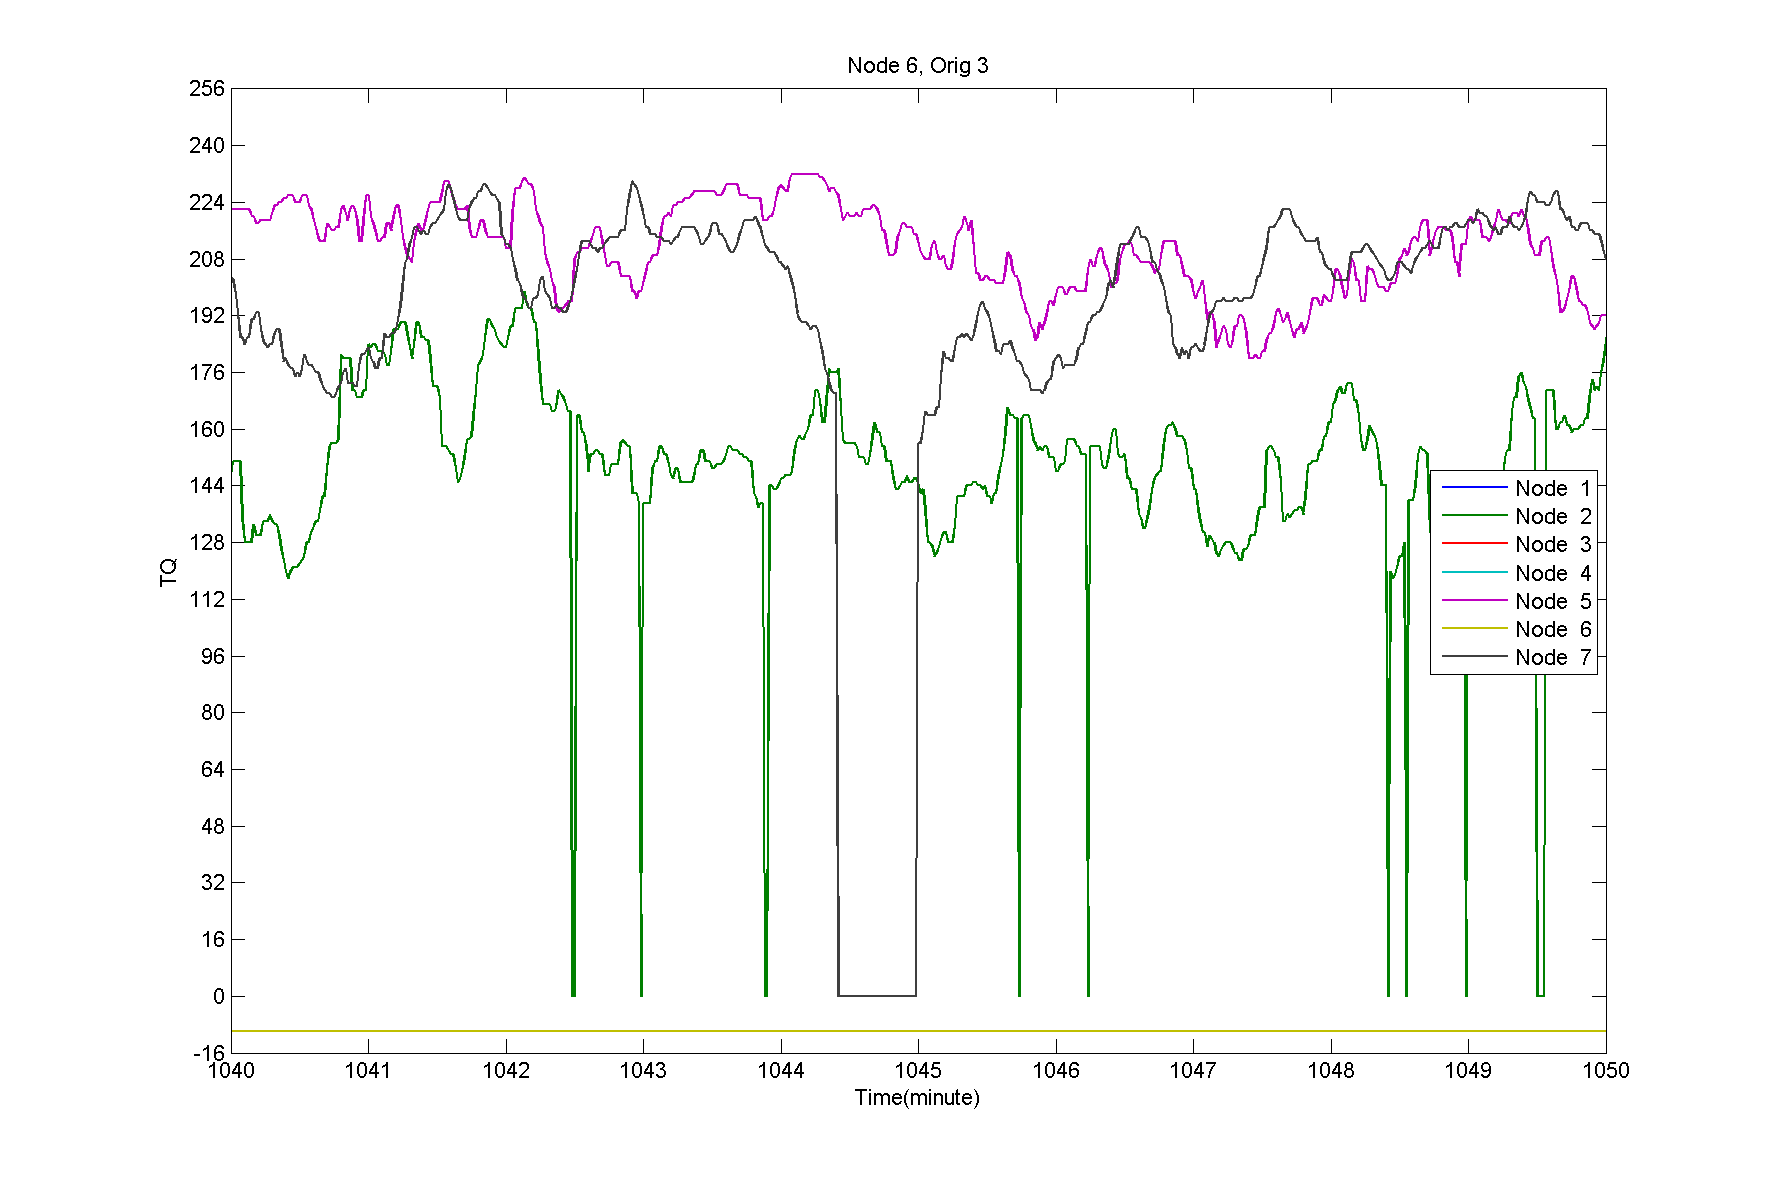 Node 6, Orig 3
256
240
224
208
192
176
160
144
128
112
96
80
64
48
32
16
0
-16
TQ
Node 1
Node 2
Node 3
Node 4
Node 5
Node 6
Node 7
1040 1041 1042 1043 1044 1045 1046 1047 1048 1049 1050
Time(minute)